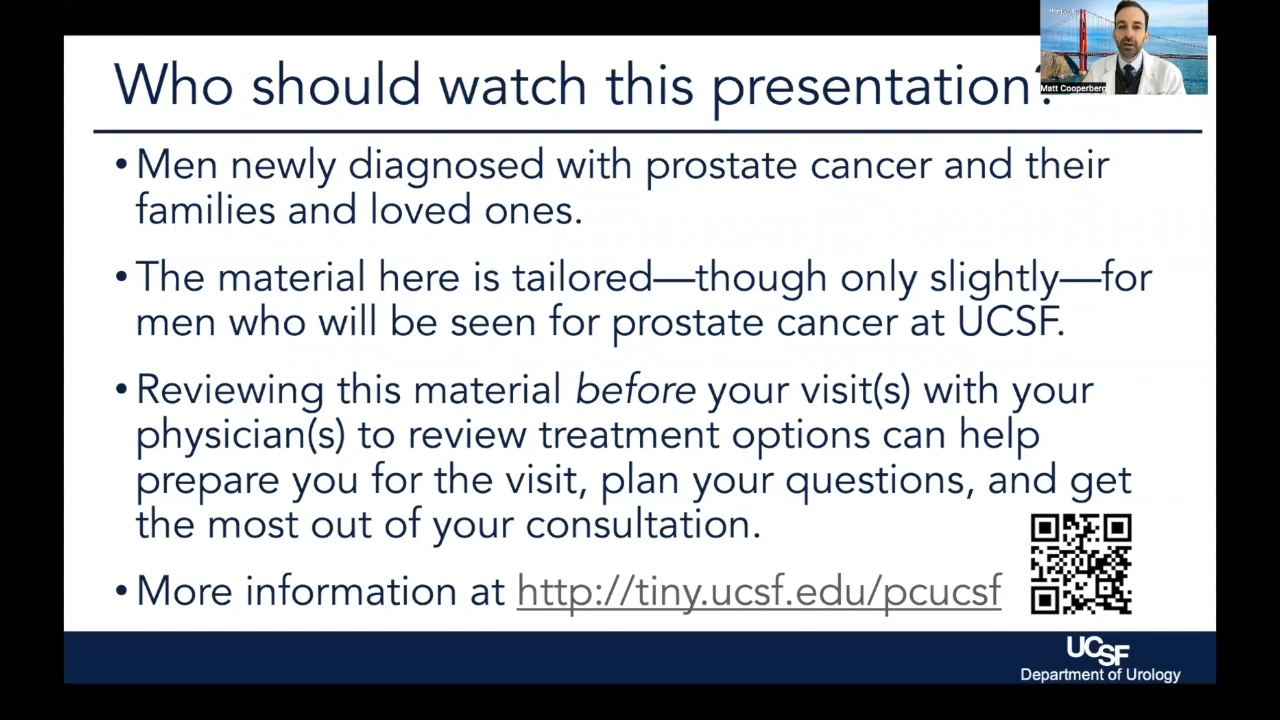 Who should watch this presentation?
Matt Cooperberg
• Men newly diagnosed with prostate cancer and their
families and loved ones.
• The material here is tailored—though only slightly—for
men who will be seen for prostate cancer at UCSF.
• Reviewing this material before your visit(s) with your
physician(s) to review treatment options can help
prepare you for the visit, plan your questions, and get
the most out of your consultation.
• More information at http://tiny.ucsf.edu/pcucsf
UCSF
Department of Urology